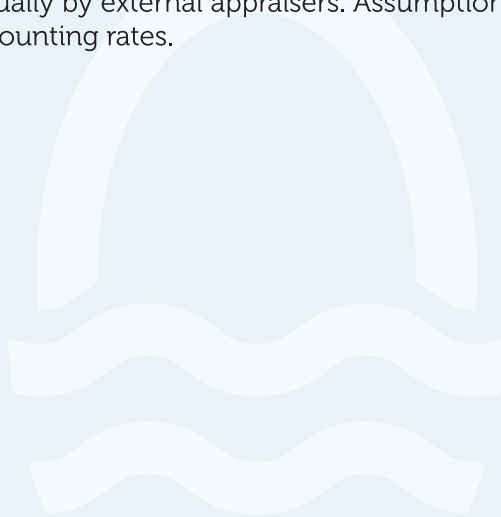 ually by external appraisers. Assumption
ounting rates.